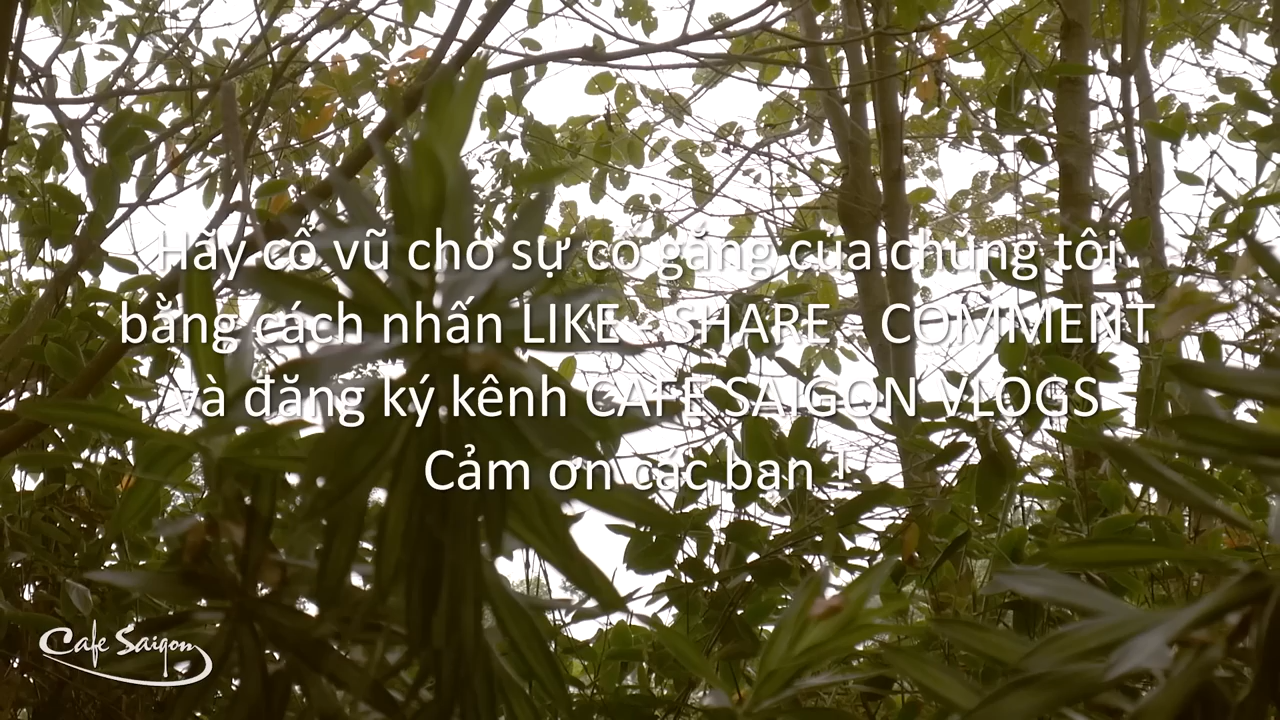 Hãy cổ vũ cho sự cố gắng của chúng tôi
bằng cách nhấn LIKE - SHARE - COMMENT
và đăng ký kênh CAFE SAIGON VLOGS
Cảm ơn các bạn !
Cafe Saigon